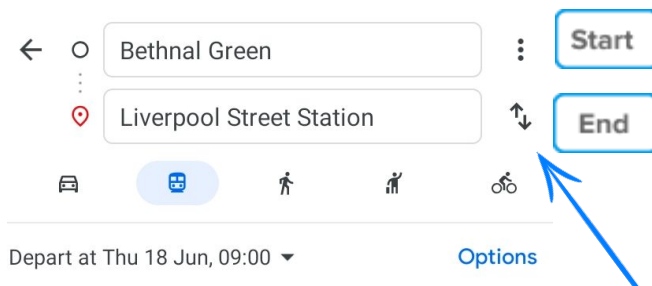 Bethnal Green
Start
Liverpool Street Station
End
Depart at Thu 18 Jun, 09:00
Options